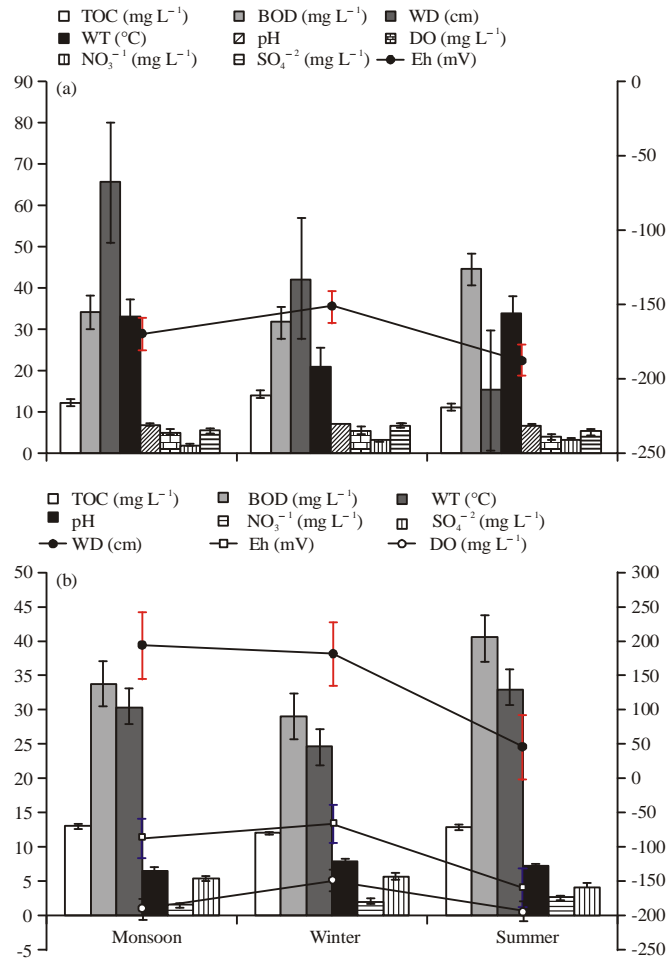 TOC (mg L⁻¹) BOD (mg L⁻¹) WD (cm)
WT (°C) pH DO (mg L⁻¹)
NO₃⁻¹ (mg L⁻¹) SO₄⁻² (mg L⁻¹) Eh (mV)
(a)
90 0
80 -50
70 -100
60 -150
50 -200
40 -250
30
20
10
0
TOC (mg L⁻¹) BOD (mg L⁻¹) WT (°C)
pH NO₃⁻¹ (mg L⁻¹) SO₄⁻² (mg L⁻¹)
WD (cm) Eh (mV) DO (mg L⁻¹)
(b)
50 300
45 250
40 200
35 150
30 100
25 50
20 0
15 -50
10 -100
5 -150
0 -200
-5 -250
Monsoon Winter Summer